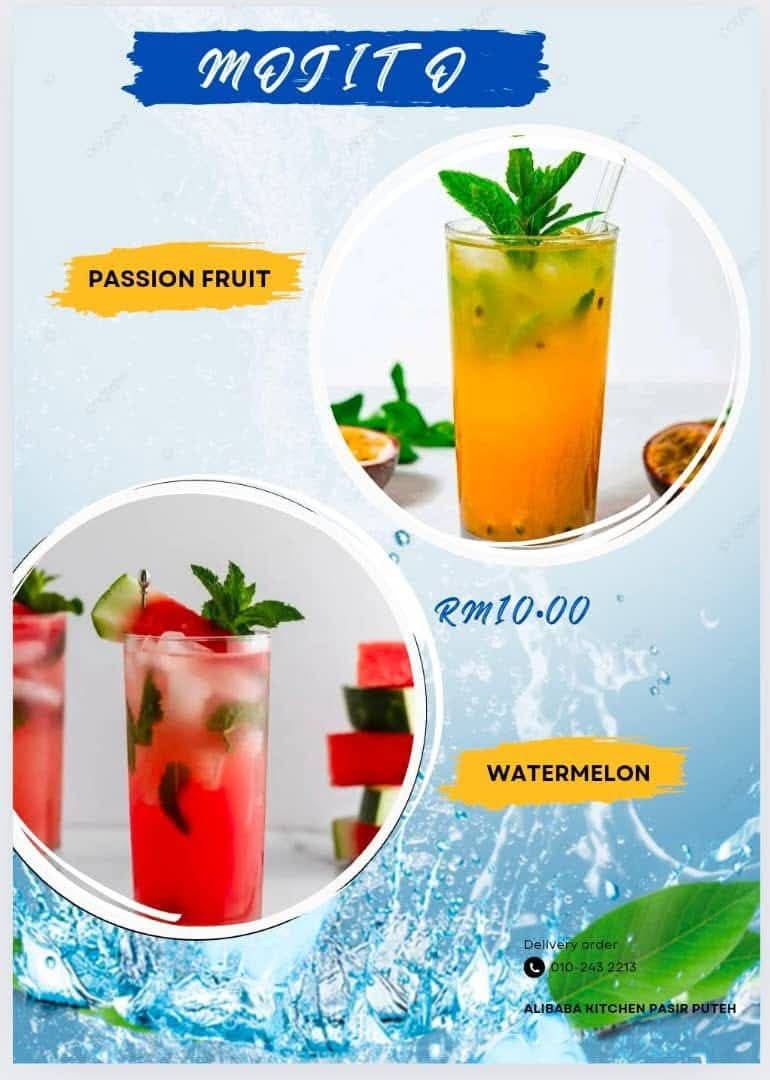 MOJITO
PASSION FRUIT
RM10.00
WATERMELON
Delivery order
010-243 2213
ALIBABA KITCHEN PASIR PUTEH